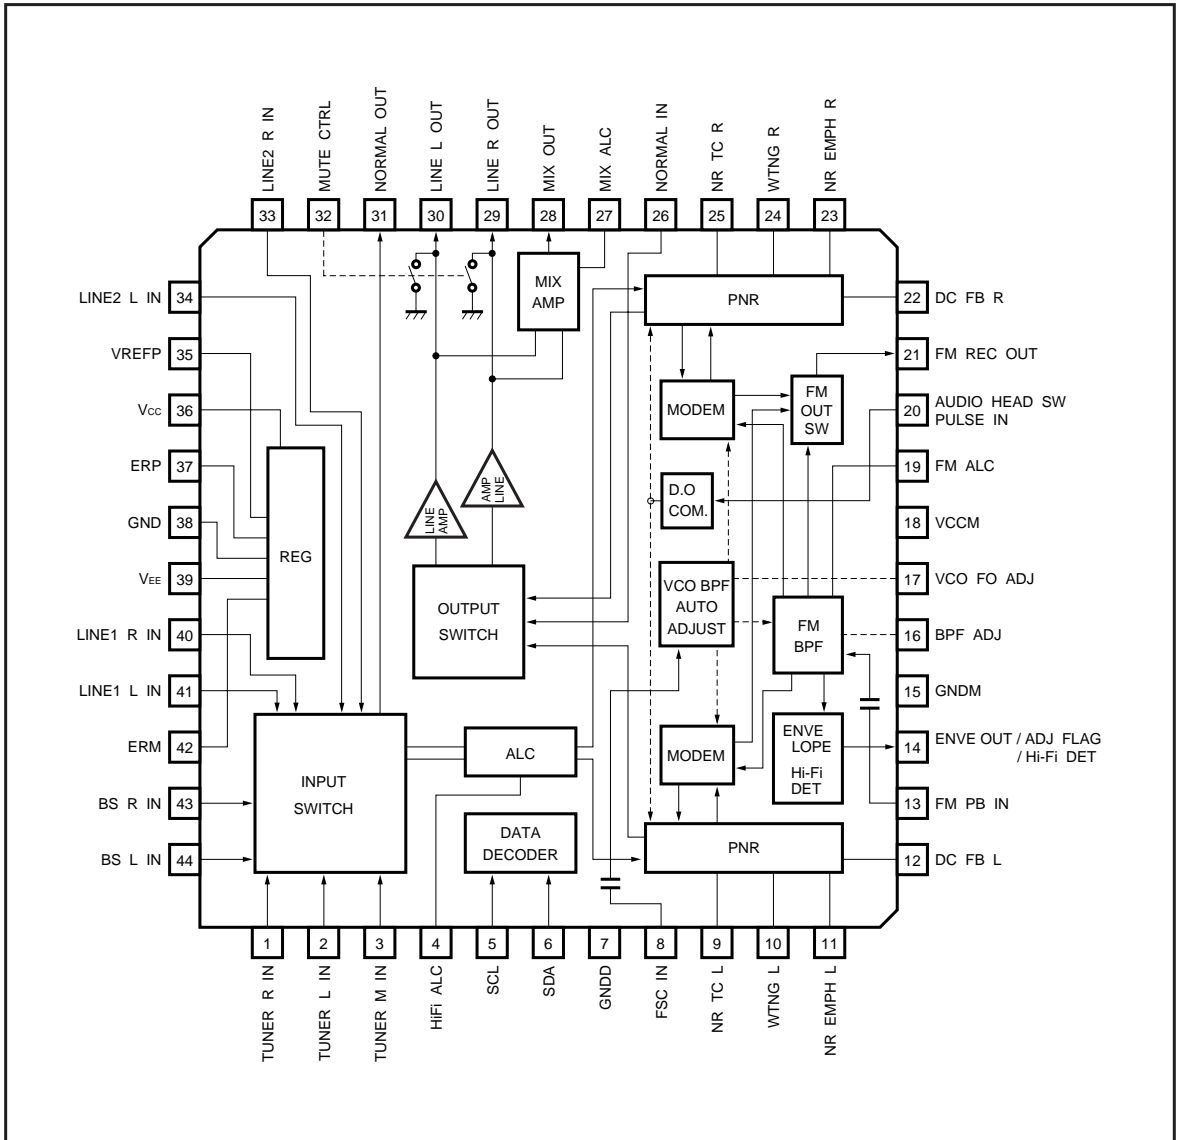 LINE2 R IN
MUTE CTRL
NORMAL OUT
LINE L OUT
LINE R OUT
MIX OUT
MIX ALC
NORMAL IN
NR TC R
WTNG R
NR EMPH R
33
32
31
30
29
28
27
26
25
24
23
LINE2 L IN 34
VREFP 35
VCC 36
ERP 37
GND 38
VEE 39
LINE1 R IN 40
LINE1 L IN 41
ERM 42
BS R IN 43
BS L IN 44
MIX
AMP
PNR
MODEM
FM
OUT
SW
D.O
COM.
LINE
AMP
AMP
LINE
REG
OUTPUT
SWITCH
VCO BPF
AUTO
ADJUST
FM
BPF
INPUT
SWITCH
ALC
MODEM
ENVE
LOPE
Hi-Fi
DET
DATA
DECODER
PNR
22 DC FB R
21 FM REC OUT
20 AUDIO HEAD SW
PULSE IN
19 FM ALC
18 VCCM
17 VCO FO ADJ
16 BPF ADJ
15 GNDM
14 ENVE OUT / ADJ FLAG
/ Hi-Fi DET
13 FM PB IN
12 DC FB L
1
2
3
4
5
6
7
8
9
10
11
TUNER R IN
TUNER L IN
TUNER M IN
HiFi ALC
SCL
SDA
GNDD
FSC IN
NR TC L
WTNG L
NR EMPH L